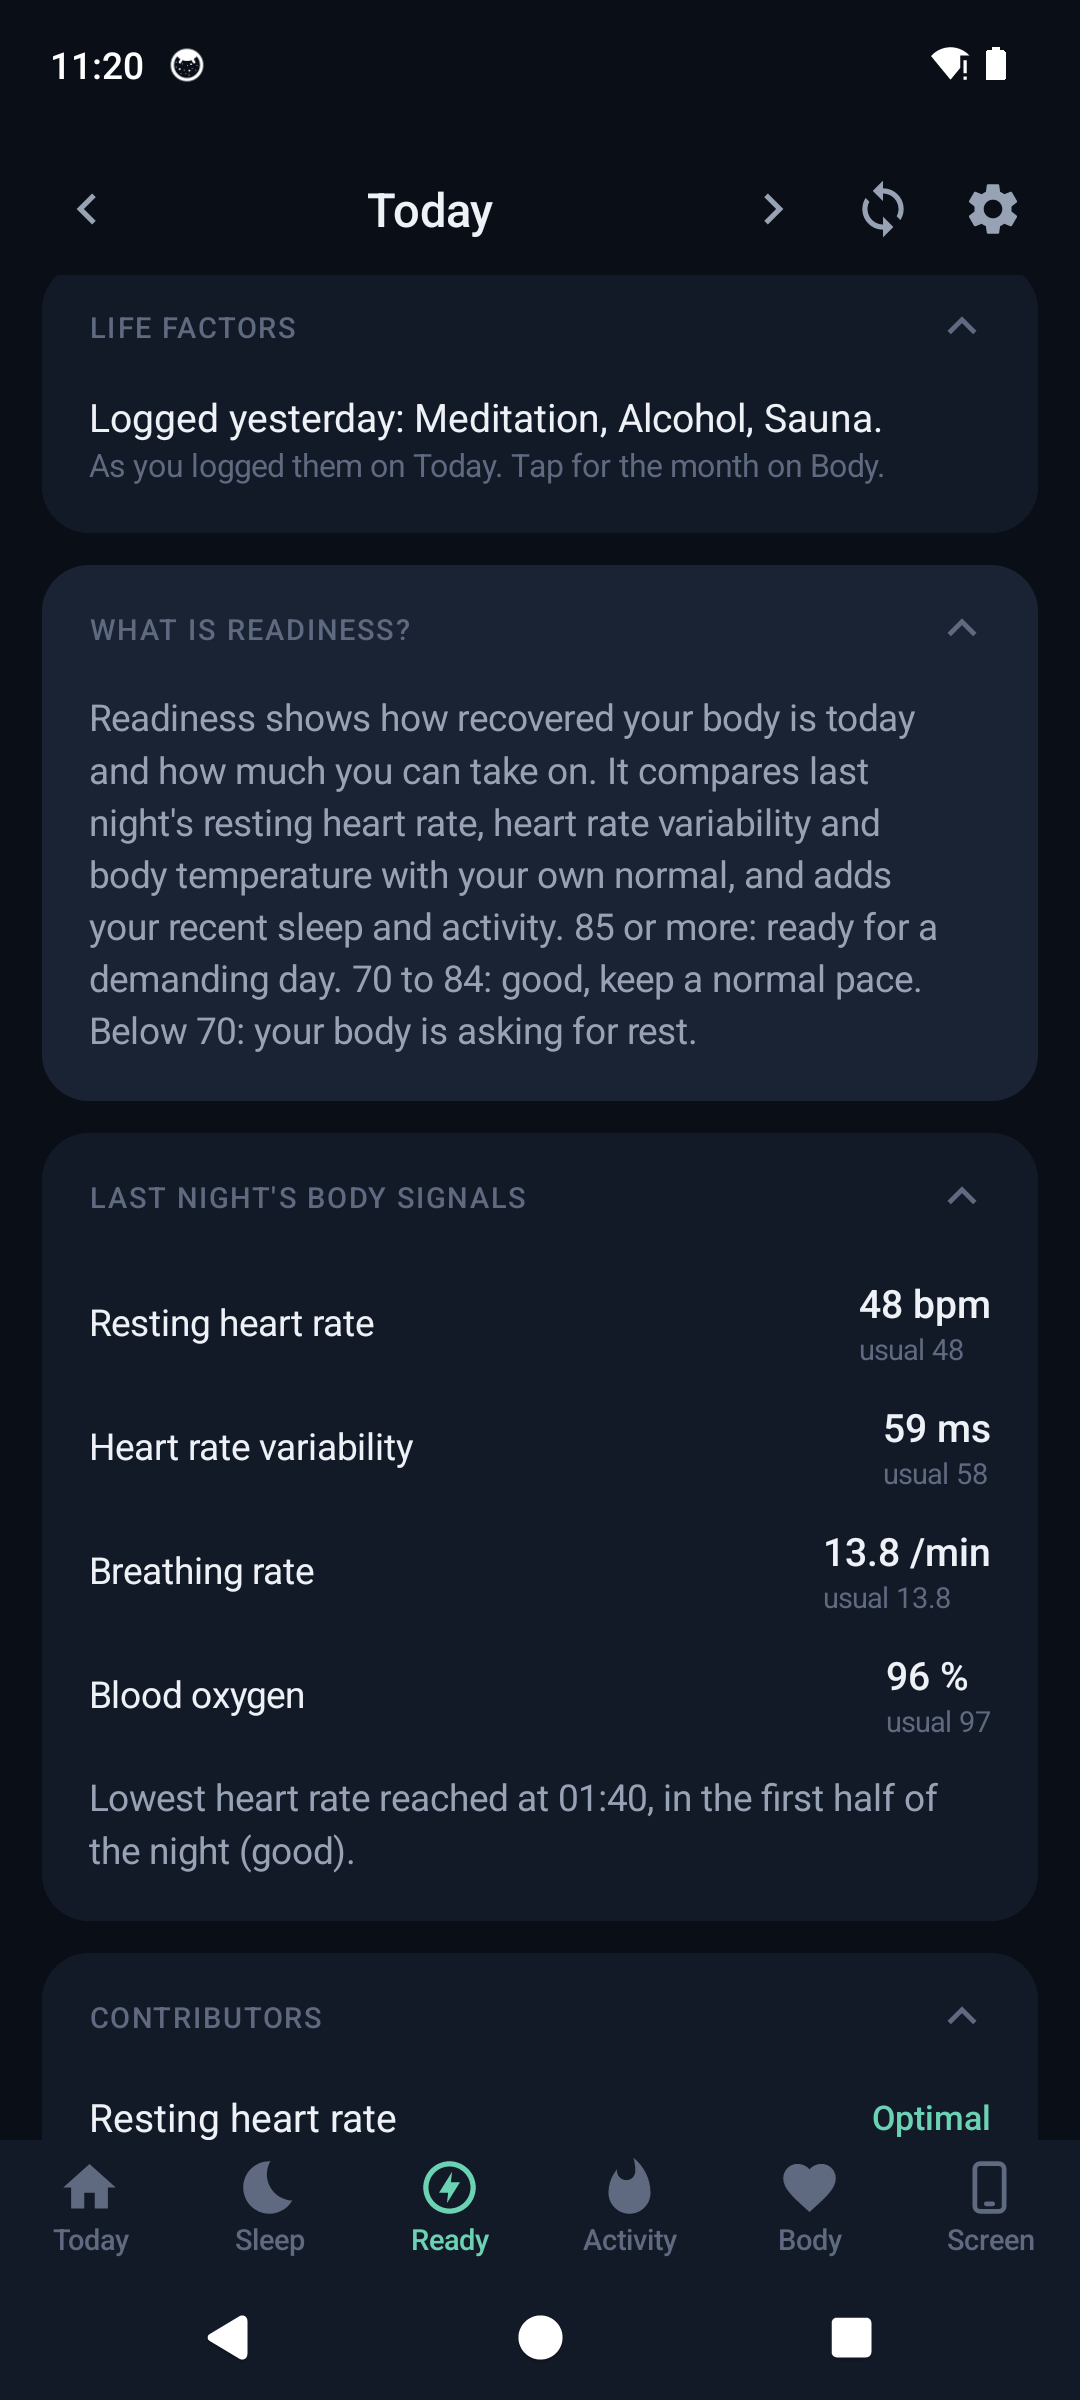 11:20
Today
LIFE FACTORS
Logged yesterday: Meditation, Alcohol, Sauna.
As you logged them on Today. Tap for the month on Body.
WHAT IS READINESS?
Readiness shows how recovered your body is today
and how much you can take on. It compares last
night's resting heart rate, heart rate variability and
body temperature with your own normal, and adds
your recent sleep and activity. 85 or more: ready for a
demanding day. 70 to 84: good, keep a normal pace.
Below 70: your body is asking for rest.
LAST NIGHT'S BODY SIGNALS
Resting heart rate
48 bpm
usual 48
Heart rate variability
59 ms
usual 58
Breathing rate
13.8 /min
usual 13.8
Blood oxygen
96 %
usual 97
Lowest heart rate reached at 01:40, in the first half of
the night (good).
CONTRIBUTORS
Resting heart rate
Optimal
Today
Sleep
Ready
Activity
Body
Screen